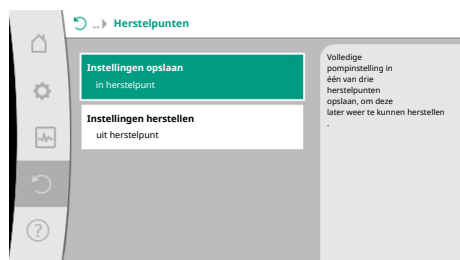 ..▸ Herstelpunten
Instellingen opslaan
in herstelpunt
Instellingen herstellen
uit herstelpunt
Volledige
pompinstelling in
één van drie
herstelpunten
opslaan, om deze
later weer te kunnen herstellen
.
?